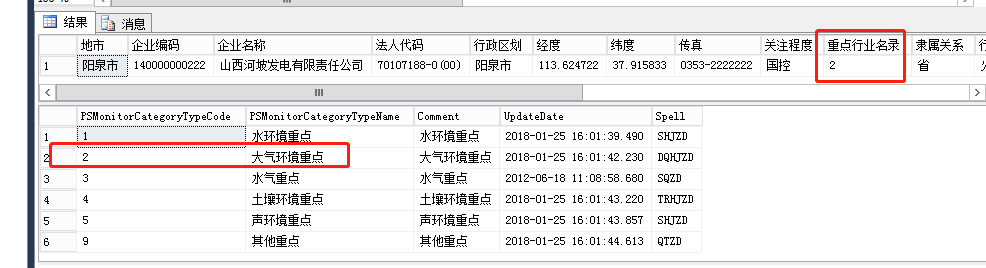 结果 消息
地市 企业编码 企业名称 法人代码 行政区划 经度 纬度 传真 关注程度 重点行业名录 隶属关系
1 阳泉市 140000000222 山西河坡发电有限责任公司 70107188-0(00) 阳泉市 113.624722 37.915833 0353-2222222 国控 2 省
PSMonitorCategoryTypeCode PSMonitorCategoryTypeName Comment UpdateDate Spell
1 1 水环境重点 水环境重点 2018-01-25 16:01:39.490 SHJZD
2 2 大气环境重点 大气环境重点 2018-01-25 16:01:42.230 DQHJZD
3 3 水气重点 水气重点 2012-06-18 11:08:58.680 SQZD
4 4 土壤环境重点 土壤环境重点 2018-01-25 16:01:43.220 TRHJZD
5 5 声环境重点 声环境重点 2018-01-25 16:01:43.857 SHJZD
6 9 其他重点 其他重点 2018-01-25 16:01:44.613 QTZD